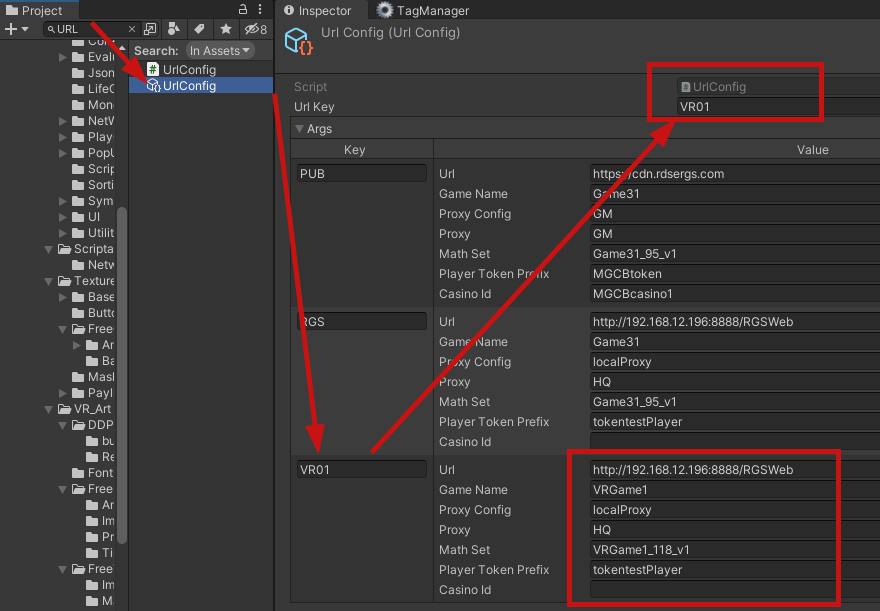 Project
Inspector
TagManager
URL
8
Search: In Assets
UrlConfig
UrlConfig
Evalu
Json
LifeC
Mono
NetW
Play
PopU
Scrip
Sorti
Sym
UI
Utilit
Scripta
Netw
Texture
Base
Butto
Free
Ar
Ba
Mas
Payl
VR_Art
DDP
bu
Re
Font
Free
Ar
Im
Pr
Ti
Free
Im
Ma
Url Config (Url Config)
Script UrlConfig
Url Key VR01
Args
Key Value
PUB
Url https://cdn.rdsergs.com
Game Name Game31
Proxy Config GM
Proxy GM
Math Set Game31_95_v1
Player Token Prefix MGCBtoken
Casino Id MGCBcasino1
RGS
Url http://192.168.12.196:8888/RGSWeb
Game Name Game31
Proxy Config localProxy
Proxy HQ
Math Set Game31_95_v1
Player Token Prefix tokentestPlayer
Casino Id
VR01
Url http://192.168.12.196:8888/RGSWeb
Game Name VRGame1
Proxy Config localProxy
Proxy HQ
Math Set VRGame1_118_v1
Player Token Prefix tokentestPlayer
Casino Id